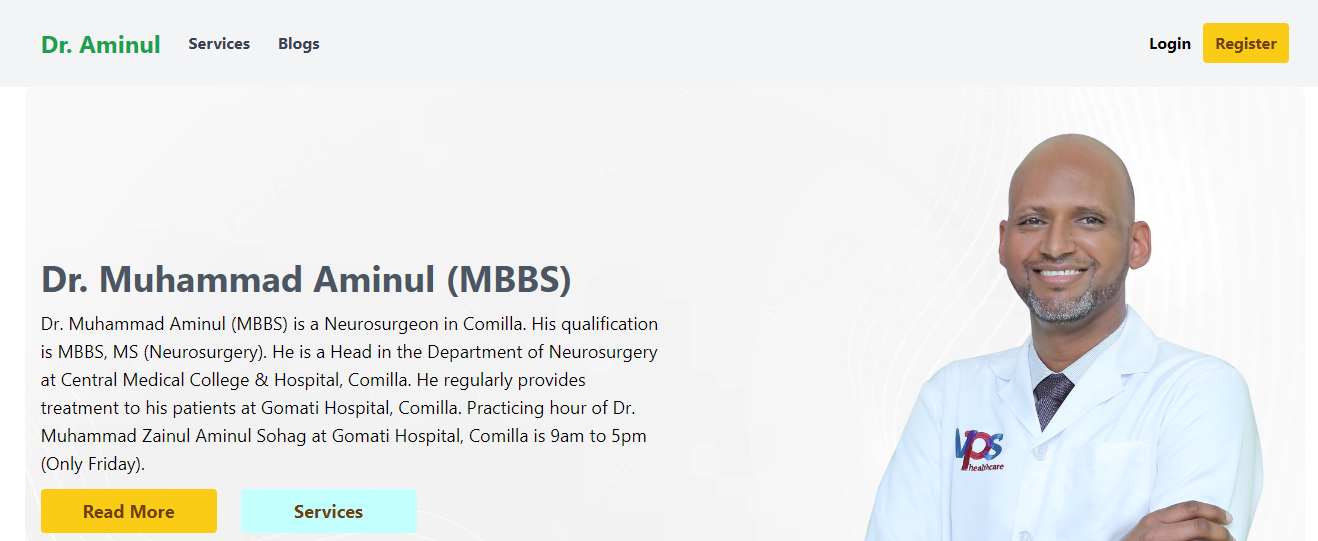 Dr. Aminul Services Blogs Login Register
Dr. Muhammad Aminul (MBBS)
Dr. Muhammad Aminul (MBBS) is a Neurosurgeon in Comilla. His qualification
is MBBS, MS (Neurosurgery). He is a Head in the Department of Neurosurgery
at Central Medical College & Hospital, Comilla. He regularly provides
treatment to his patients at Gomati Hospital, Comilla. Practicing hour of Dr.
Muhammad Zainul Aminul Sohag at Gomati Hospital, Comilla is 9am to 5pm
(Only Friday).
Read More Services
VPS
healthcare